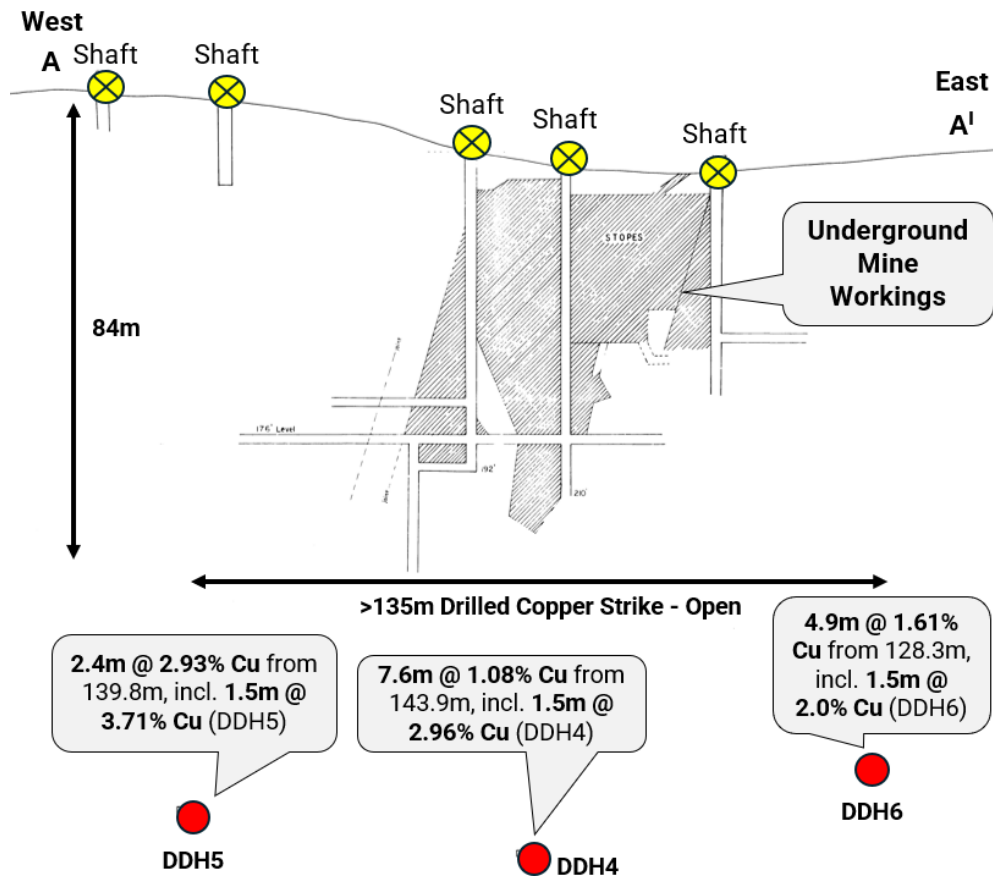 West
A
Shaft
Shaft
Shaft
Shaft
Shaft
East
A'
STOPES
Underground
Mine
Workings
84m
176' Level
192'
210'
>135m Drilled Copper Strike - Open
2.4m @ 2.93% Cu from
139.8m, incl. 1.5m @
3.71% Cu (DDH5)
7.6m @ 1.08% Cu from
143.9m, incl. 1.5m @
2.96% Cu (DDH4)
4.9m @ 1.61%
Cu from 128.3m,
incl. 1.5m @
2.0% Cu (DDH6)
DDH5
DDH4
DDH6